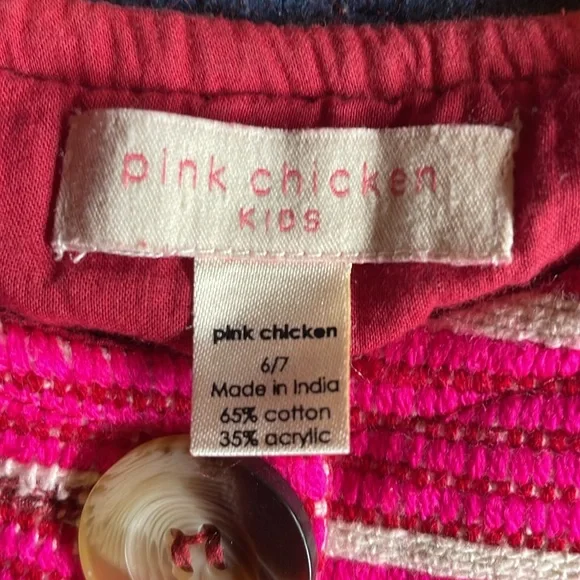 pink chicken
KIDS
pink chicken
6/7
Made in India
65% cotton
35% acrylic